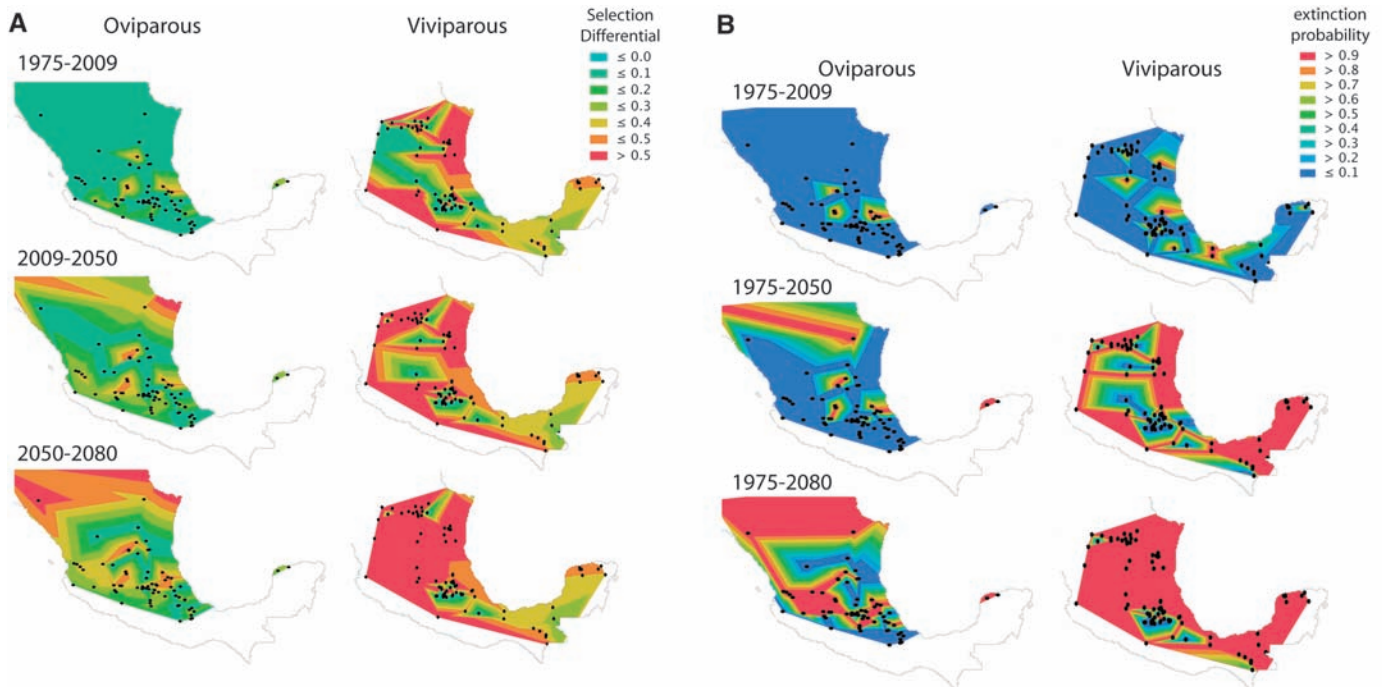 A
Oviparous
Viviparous
Selection
Differential
≤ 0.0
≤ 0.1
≤ 0.2
≤ 0.3
≤ 0.4
≤ 0.5
> 0.5
1975-2009
2009-2050
2050-2080
B
Oviparous
Viviparous
extinction
probability
> 0.9
> 0.8
> 0.7
> 0.6
> 0.5
> 0.4
> 0.3
> 0.2
≤ 0.1
1975-2009
1975-2050
1975-2080